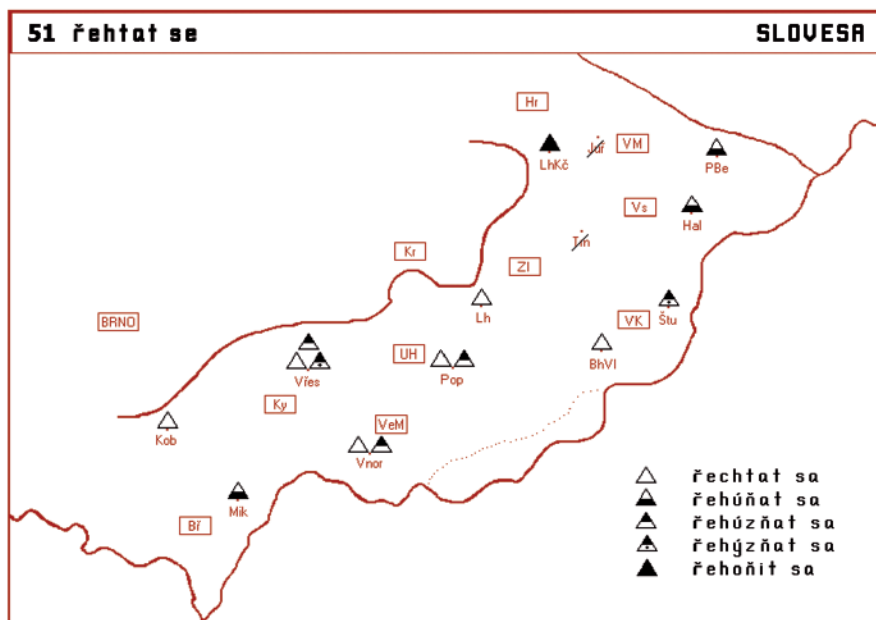 51 řehtat se SLOVESA
Hr
LhKč Juř VM PBe
Vs
Hal
Tín
Kr
Zl
Lh
BRNO
VK Štu
UH BhVl
Vřes Pop
Ky
VeM
Kob
Vnor
Mik
Bř
řechtat sa
řehúňat sa
řehúzňat sa
řehýzňat sa
řehoňit sa